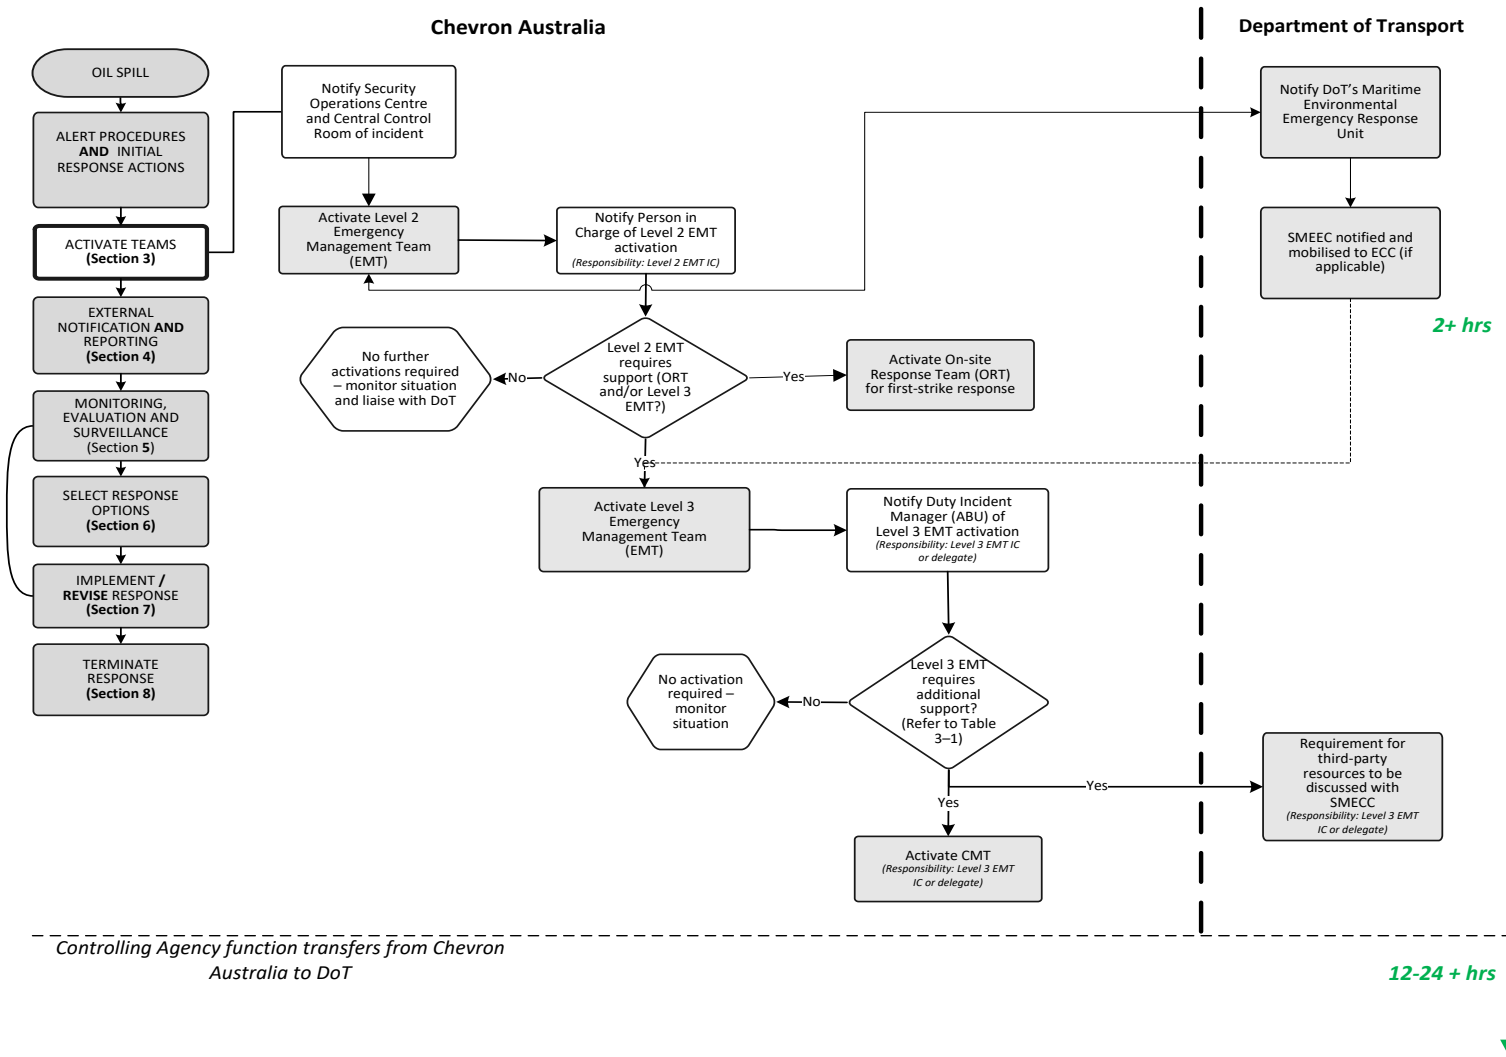 Chevron Australia
Department of Transport
OIL SPILL
ALERT PROCEDURES
AND INITIAL
RESPONSE ACTIONS
ACTIVATE TEAMS
(Section 3)
EXTERNAL
NOTIFICATION AND
REPORTING
(Section 4)
MONITORING,
EVALUATION AND
SURVEILLANCE
(Section 5)
SELECT RESPONSE
OPTIONS
(Section 6)
IMPLEMENT /
REVISE RESPONSE
(Section 7)
TERMINATE
RESPONSE
(Section 8)
Notify Security
Operations Centre
and Central Control
Room of incident
Activate Level 2
Emergency
Management Team
(EMT)
Notify Person in
Charge of Level 2 EMT
activation
(Responsibility: Level 2 EMT IC)
No further
activations required
– monitor situation
and liaise with DoT
No
Level 2 EMT
requires
support (ORT
and/or Level 3
EMT?)
Yes
Activate On-site
Response Team (ORT)
for first-strike response
Yes
Activate Level 3
Emergency
Management Team
(EMT)
Notify Duty Incident
Manager (ABU) of
Level 3 EMT activation
(Responsibility: Level 3 EMT IC
or delegate)
No activation
required –
monitor
situation
No
Level 3 EMT
requires
additional
support?
(Refer to Table
3–1)
Yes
Yes
Activate CMT
(Responsibility: Level 3 EMT
IC or delegate)
Notify DoT's Maritime
Environmental
Emergency Response
Unit
SMEEC notified and
mobilised to ECC (if
applicable)
2+ hrs
Requirement for
third-party
resources to be
discussed with
SMECC
(Responsibility: Level 3 EMT
IC or delegate)
Controlling Agency function transfers from Chevron
Australia to DoT
12-24 + hrs